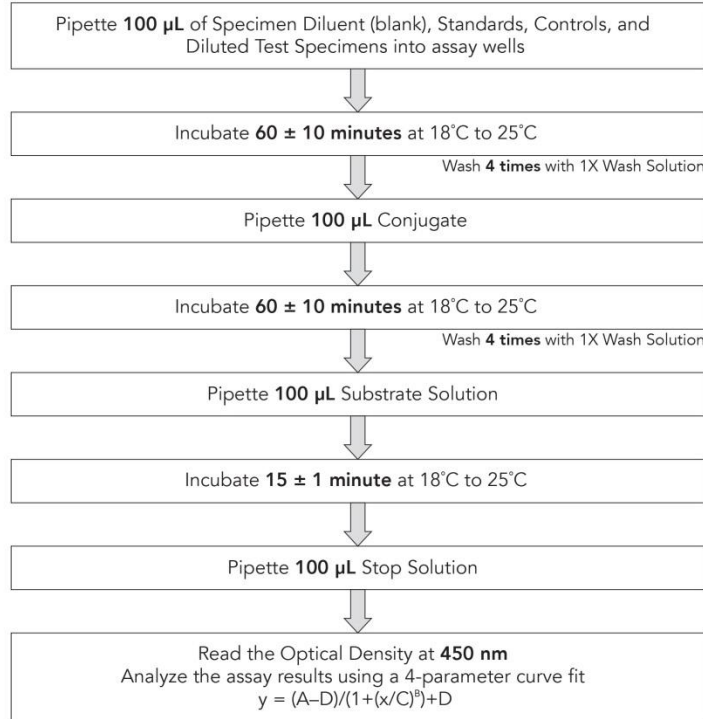 Pipette 100 µL of Specimen Diluent (blank), Standards, Controls, and
Diluted Test Specimens into assay wells
Incubate 60 ± 10 minutes at 18˚C to 25˚C
Wash 4 times with 1X Wash Solution
Pipette 100 µL Conjugate
Incubate 60 ± 10 minutes at 18˚C to 25˚C
Wash 4 times with 1X Wash Solution
Pipette 100 µL Substrate Solution
Incubate 15 ± 1 minute at 18˚C to 25˚C
Pipette 100 µL Stop Solution
Read the Optical Density at 450 nm
Analyze the assay results using a 4-parameter curve fit
y = (A–D)/(1+(x/C)ᴮ)+D